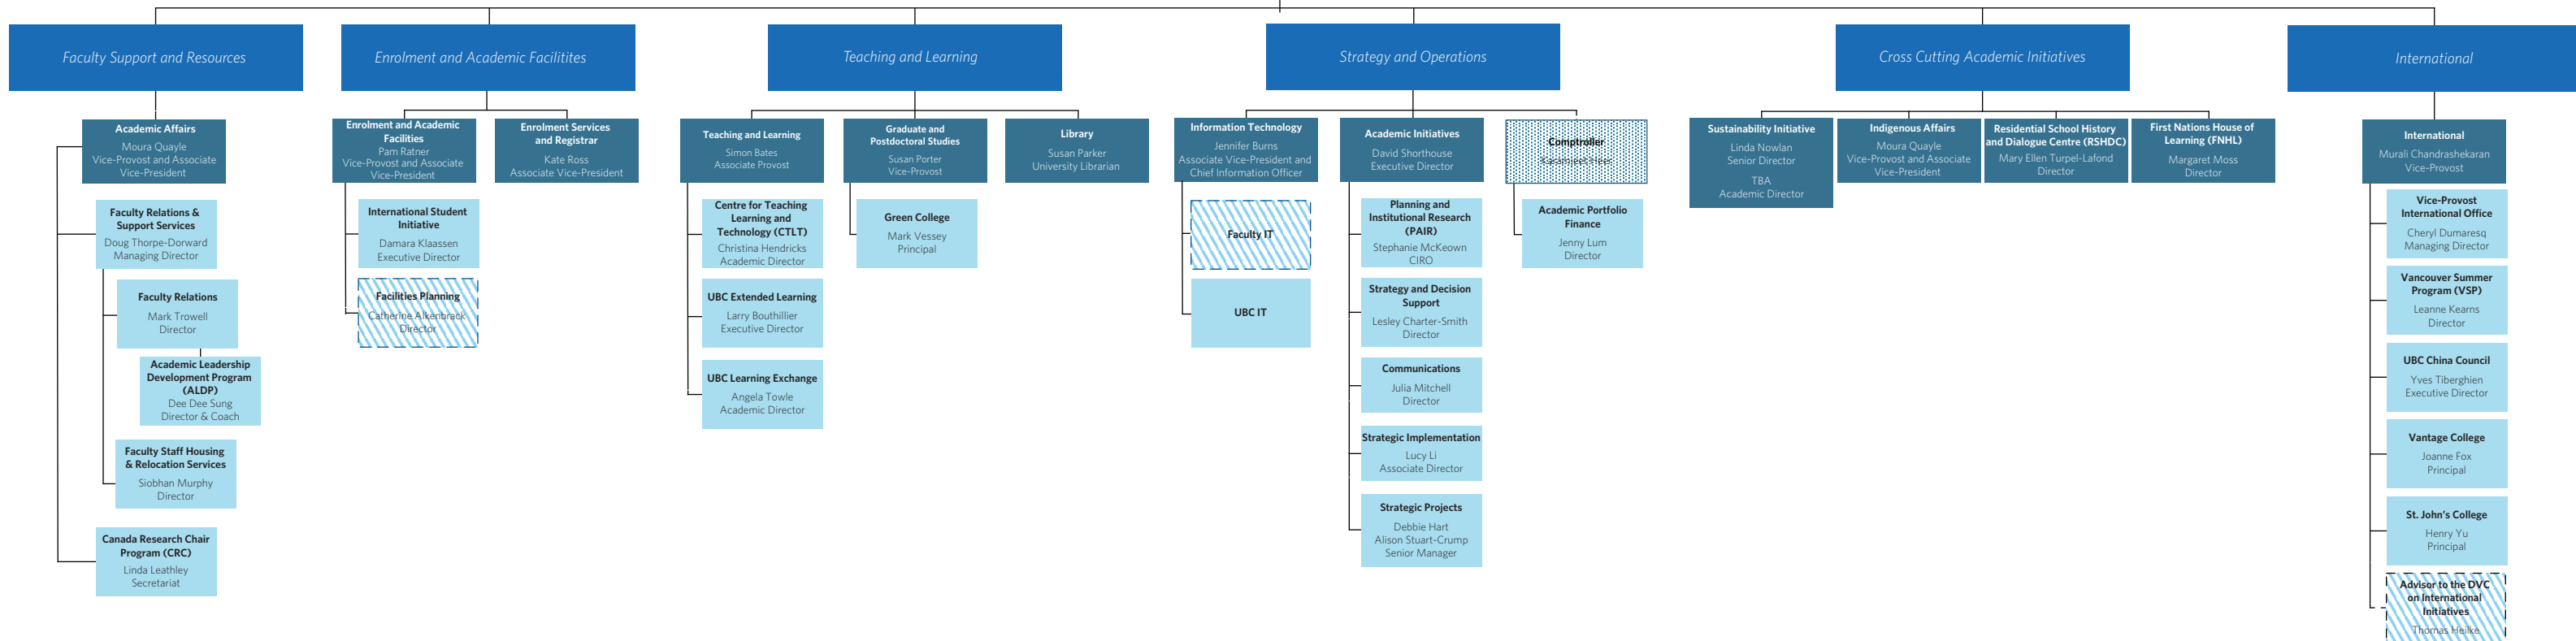 Faculty Support and Resources
Academic Affairs
Moura Quayle
Vice-Provost and Associate
Vice-President
Faculty Relations &
Support Services
Doug Thorpe-Dorward
Managing Director
Faculty Relations
Mark Trowell
Director
Academic Leadership
Development Program
(ALDP)
Dee Dee Sung
Director & Coach
Faculty Staff Housing
& Relocation Services
Siobhan Murphy
Director
Canada Research Chair
Program (CRC)
Linda Leathley
Secretariat
Enrolment and Academic Facilitites
Enrolment and Academic
Facilities
Pam Ratner
Vice-Provost and Associate
Vice-President
International Student
Initiative
Damara Klaassen
Executive Director
Facilities Planning
Catherine Alkenbrack
Director
Enrolment Services
and Registrar
Kate Ross
Associate Vice-President
Teaching and Learning
Teaching and Learning
Simon Bates
Associate Provost
Centre for Teaching
Learning and
Technology (CTLT)
Christina Hendricks
Academic Director
UBC Extended Learning
Larry Bouthillier
Executive Director
UBC Learning Exchange
Angela Towle
Academic Director
Graduate and
Postdoctoral Studies
Susan Porter
Vice-Provost
Green College
Mark Vessey
Principal
Library
Susan Parker
University Librarian
Strategy and Operations
Information Technology
Jennifer Burns
Associate Vice-President and
Chief Information Officer
Faculty IT
UBC IT
Academic Initiatives
David Shorthouse
Executive Director
Planning and
Institutional Research
(PAIR)
Stephanie McKeown
CIRO
Strategy and Decision
Support
Lesley Charter-Smith
Director
Communications
Julia Mitchell
Director
Strategic Implementation
Lucy Li
Associate Director
Strategic Projects
Debbie Hart
Alison Stuart-Crump
Senior Manager
Comptroller
Karamjeet Heer
Academic Portfolio
Finance
Jenny Lum
Director
Cross Cutting Academic Initiatives
Sustainability Initiative
Linda Nowlan
Senior Director
TBA
Academic Director
Indigenous Affairs
Moura Quayle
Vice-Provost and Associate
Vice-President
Residential School History
and Dialogue Centre (RSHDC)
Mary Ellen Turpel-Lafond
Director
First Nations House of
Learning (FNHL)
Margaret Moss
Director
International
International
Murali Chandrashekaran
Vice-Provost
Vice-Provost
International Office
Cheryl Dumaresq
Managing Director
Vancouver Summer
Program (VSP)
Leanne Kearns
Director
UBC China Council
Yves Tiberghien
Executive Director
Vantage College
Joanne Fox
Principal
St. John's College
Henry Yu
Principal
Advisor to the DVC
on International
Initiatives
Thomas Heilke